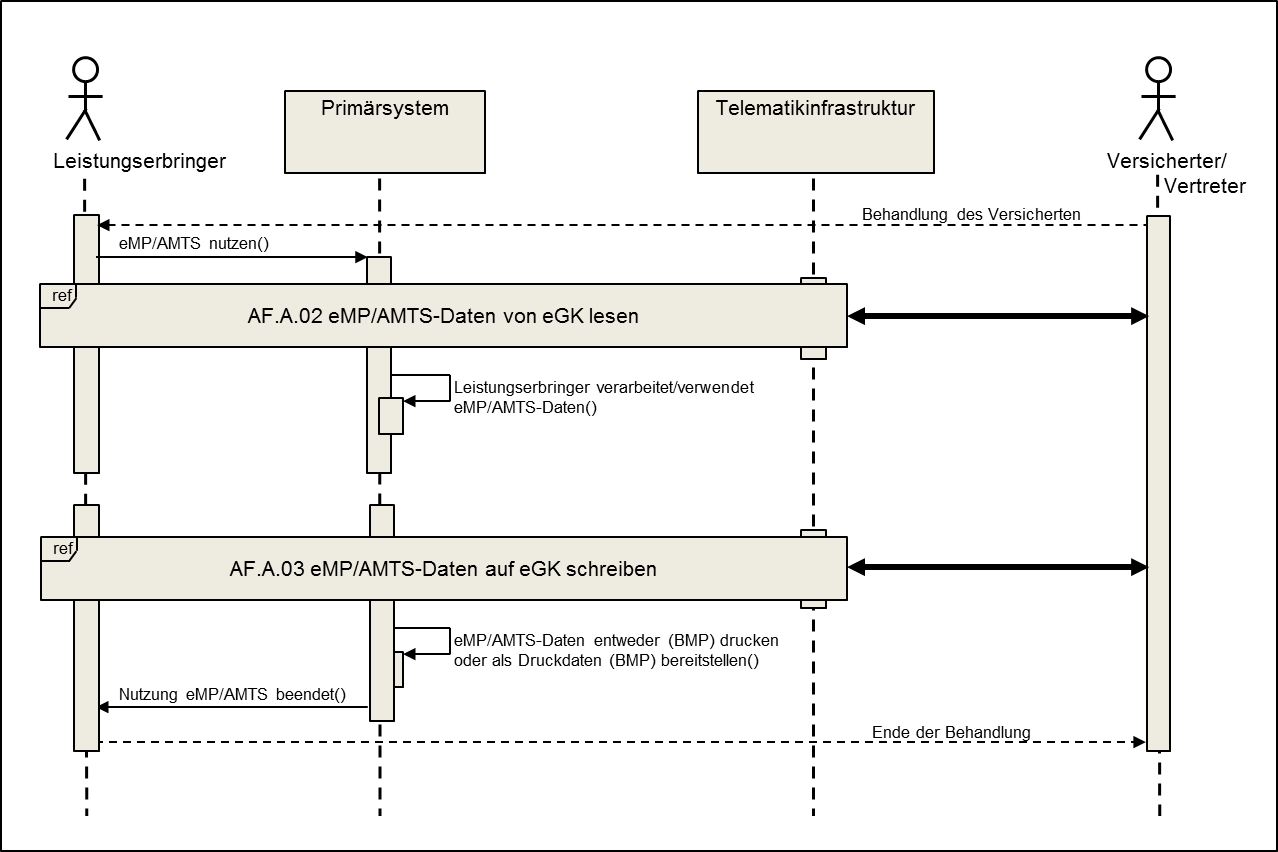 Leistungserbringer
Primärsystem
Telematikinfrastruktur
Versicherter/
Vertreter
Behandlung des Versicherten
eMP/AMTS nutzen()
ref
AF.A.02 eMP/AMTS-Daten von eGK lesen
Leistungserbringer verarbeitet/verwendet
eMP/AMTS-Daten()
ref
AF.A.03 eMP/AMTS-Daten auf eGK schreiben
eMP/AMTS-Daten entweder (BMP) drucken
oder als Druckdaten (BMP) bereitstellen()
Nutzung eMP/AMTS beendet()
Ende der Behandlung